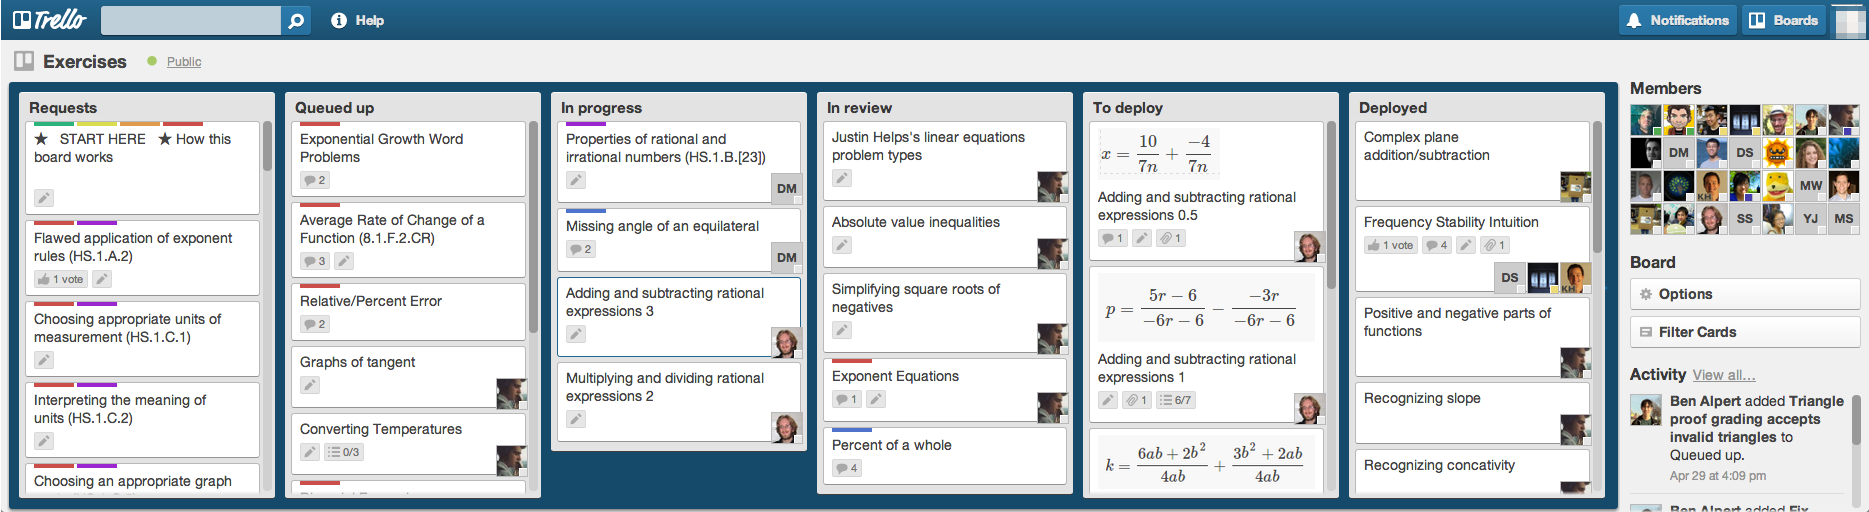 Trello
Help
Notifications
Boards
Exercises
Public
Requests
★ START HERE ★ How this
board works
Flawed application of exponent
rules (HS.1.A.2)
1 vote
Choosing appropriate units of
measurement (HS.1.C.1)
Interpreting the meaning of
units (HS.1.C.2)
Choosing an appropriate graph
Queued up
Exponential Growth Word
Problems
2
Average Rate of Change of a
Function (8.1.F.2.CR)
3
Relative/Percent Error
2
Graphs of tangent
Converting Temperatures
0/3
In progress
Properties of rational and
irrational numbers (HS.1.B.[23])
DM
Missing angle of an equilateral
2
DM
Adding and subtracting rational
expressions 3
Multiplying and dividing rational
expressions 2
In review
Justin Helps's linear equations
problem types
Absolute value inequalities
Simplifying square roots of
negatives
Exponent Equations
1
Percent of a whole
4
To deploy
x = 10/7n + -4/7n
Adding and subtracting rational
expressions 0.5
1 1
p = 5r − 6/−6r − 6 − −3r/−6r − 6
Adding and subtracting rational
expressions 1
1 6/7
k = 6ab + 2b²/4ab + 3b² + 2ab/4ab
Deployed
Complex plane
addition/subtraction
Frequency Stability Intuition
1 vote 4 1
DS KH
Positive and negative parts of
functions
Recognizing slope
Recognizing concativity
Members
DM DS
KH MW
SS YJ MS
Board
Options
Filter Cards
Activity View all...
Ben Alpert added Triangle
proof grading accepts
invalid triangles to
Queued up.
Apr 29 at 4:09 pm
Ben Alpert added Fix